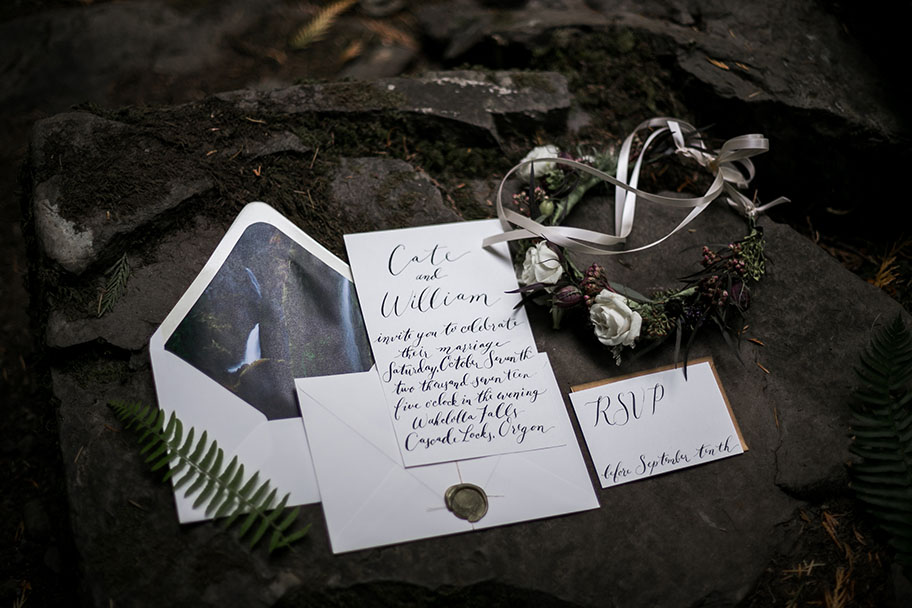 Cate
and
William
invite you to celebrate
their marriage
Saturday, October Seventh
two thousand seventeen
five o'clock in the evening
Wahclella Falls
Cascade Locks, Oregon
RSVP
before September tenth